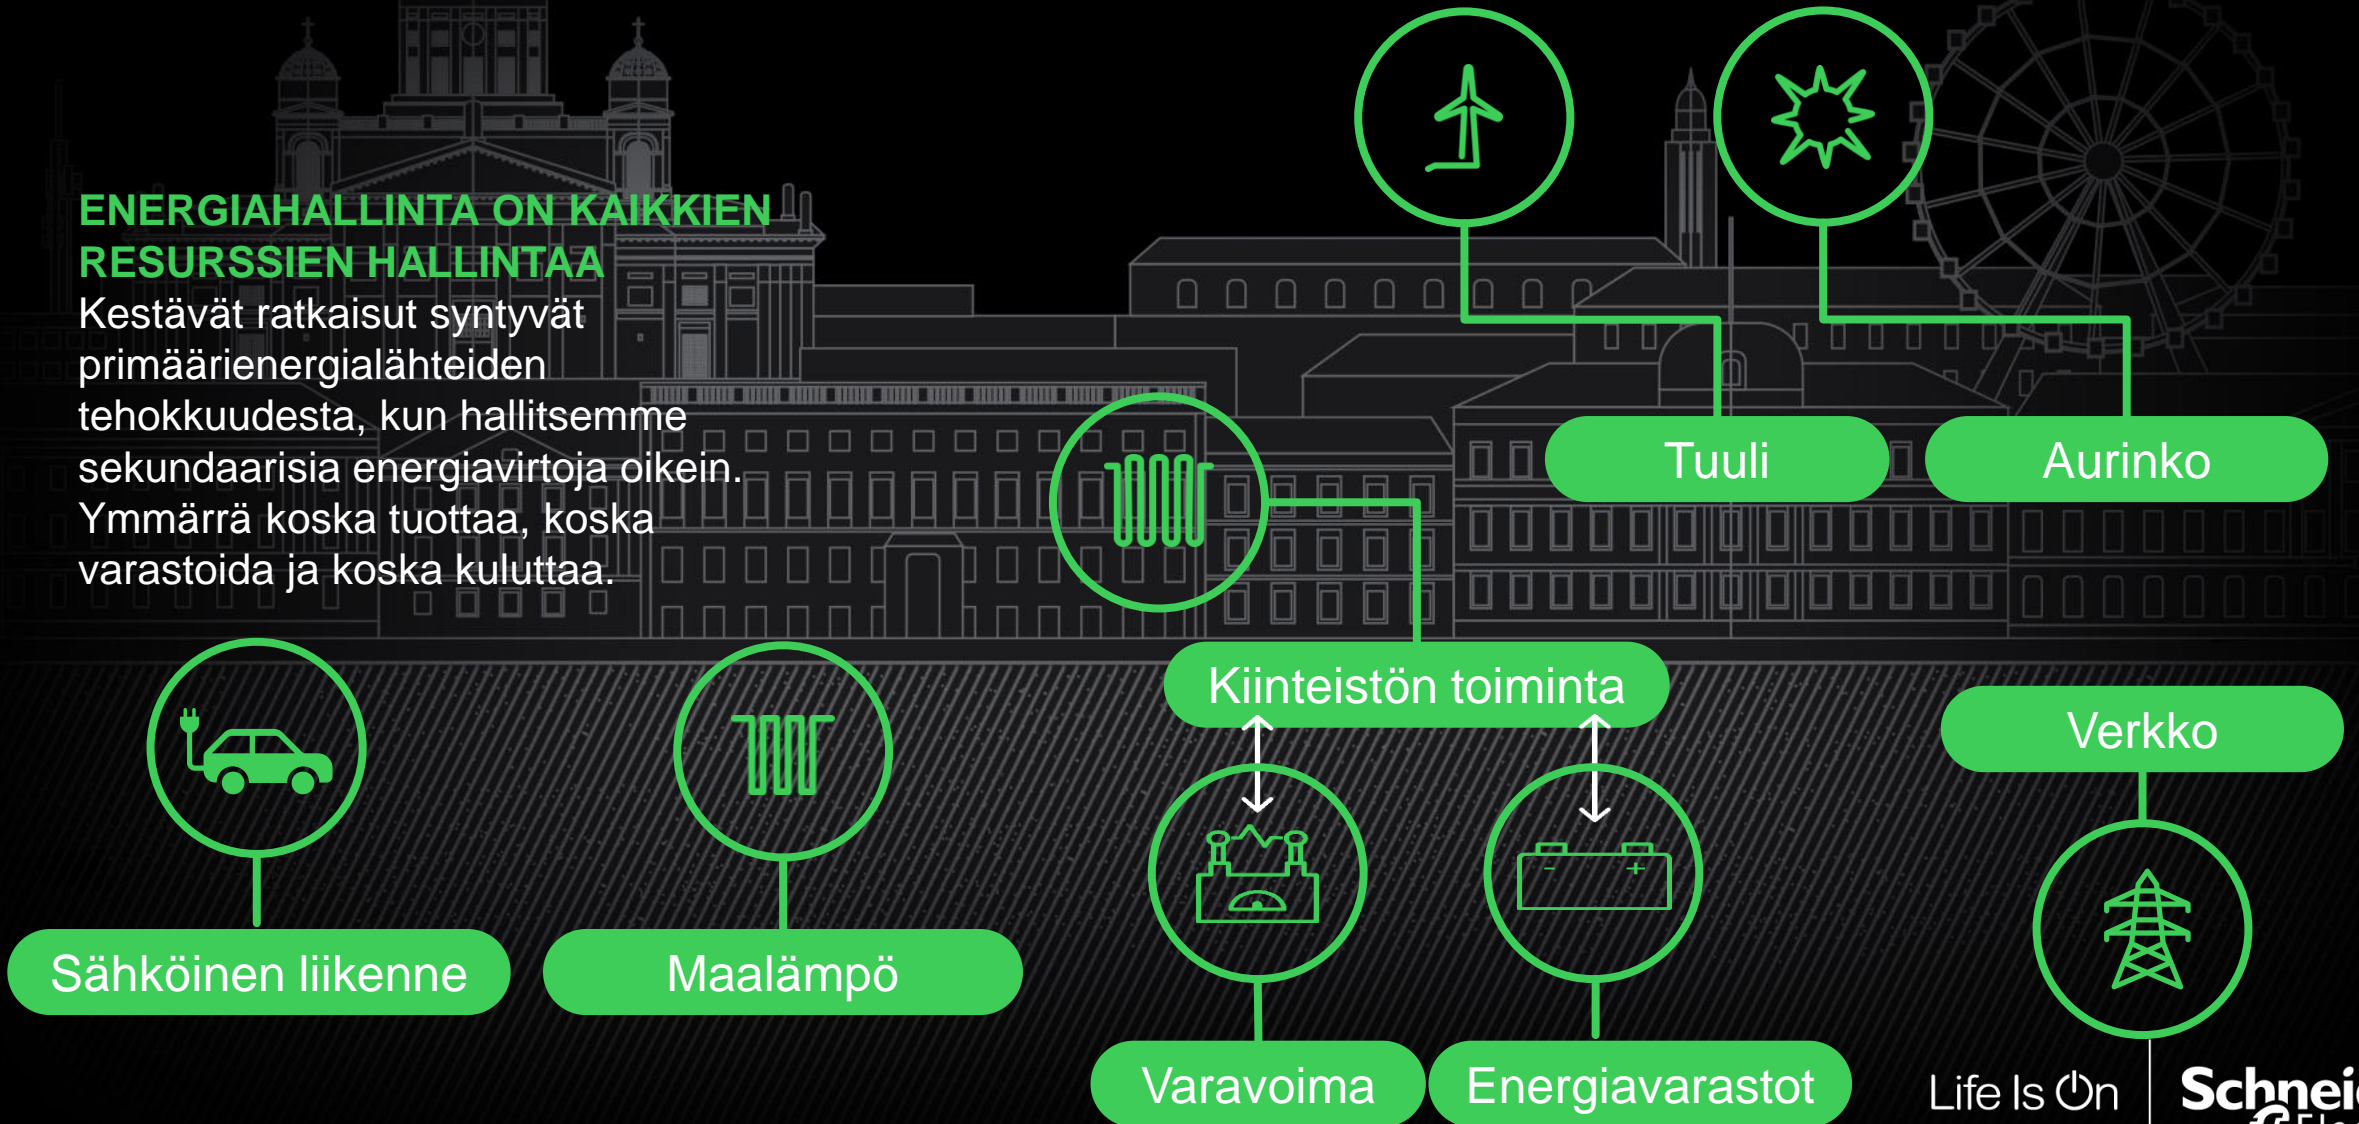 ENERGIAHALLINTA ON KAIKKIEN
RESURSSIEN HALLINTAA
Kestävät ratkaisut syntyvät
primäärienergialähteiden
tehokkuudesta, kun hallitsemme
sekundaarisia energiavirtoja oikein.
Ymmärrä koska tuottaa, koska
varastoida ja koska kuluttaa.
Tuuli
Aurinko
Kiinteistön toiminta
Verkko
Sähköinen liikenne
Maalämpö
Varavoima
Energiavarastot
- +
Life Is On